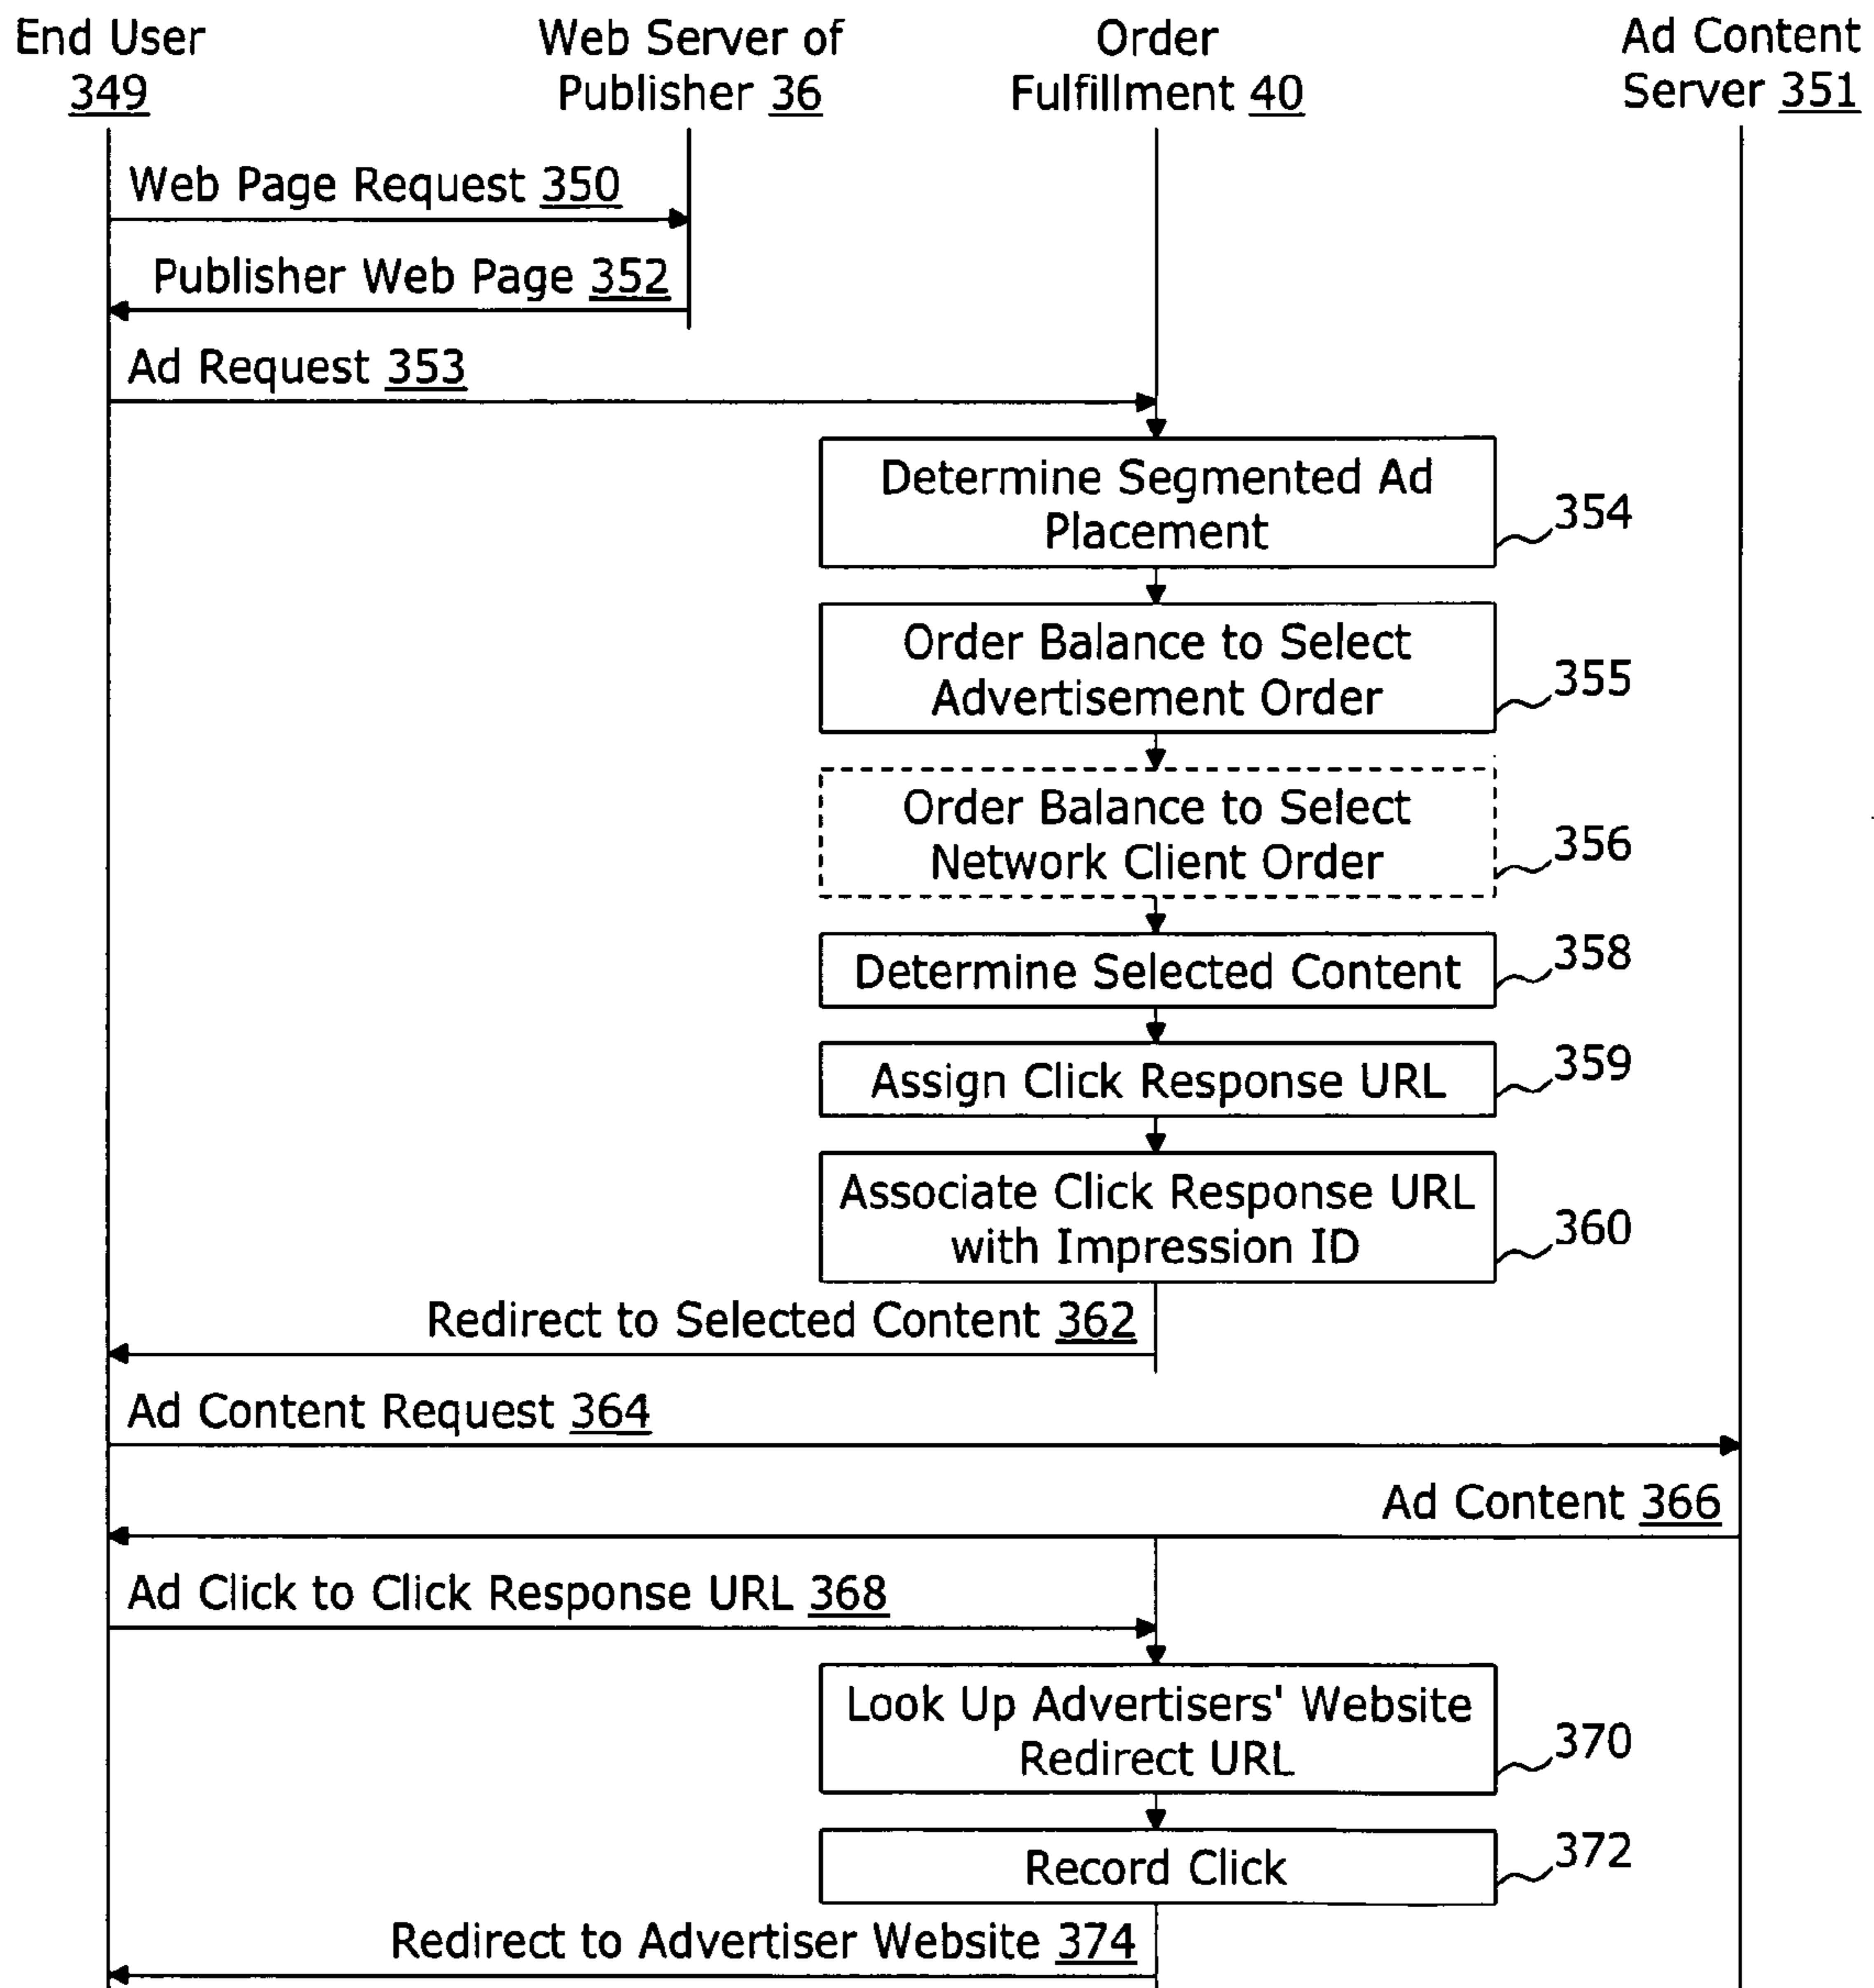 End User
349
Web Server of
Publisher 36
Order
Fulfillment 40
Ad Content
Server 351
Web Page Request 350
Publisher Web Page 352
Ad Request 353
Determine Segmented Ad
Placement
354
Order Balance to Select
Advertisement Order
355
Order Balance to Select
Network Client Order
356
Determine Selected Content
358
Assign Click Response URL
359
Associate Click Response URL
with Impression ID
360
Redirect to Selected Content 362
Ad Content Request 364
Ad Content 366
Ad Click to Click Response URL 368
Look Up Advertisers' Website
Redirect URL
370
Record Click
372
Redirect to Advertiser Website 374